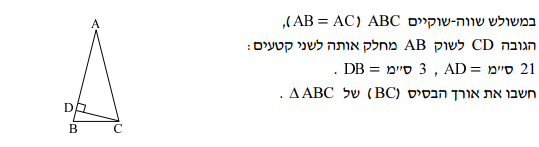 במשולש שווה-שוקיים ABC (AB = AC),
הגובה CD לשוק AB מחלק אותה לשני קטעים:
21 ס״מ = AD , 3 ס״מ = DB .
חשבו את אורך הבסיס (BC) של Δ ABC .
A
D
B
C